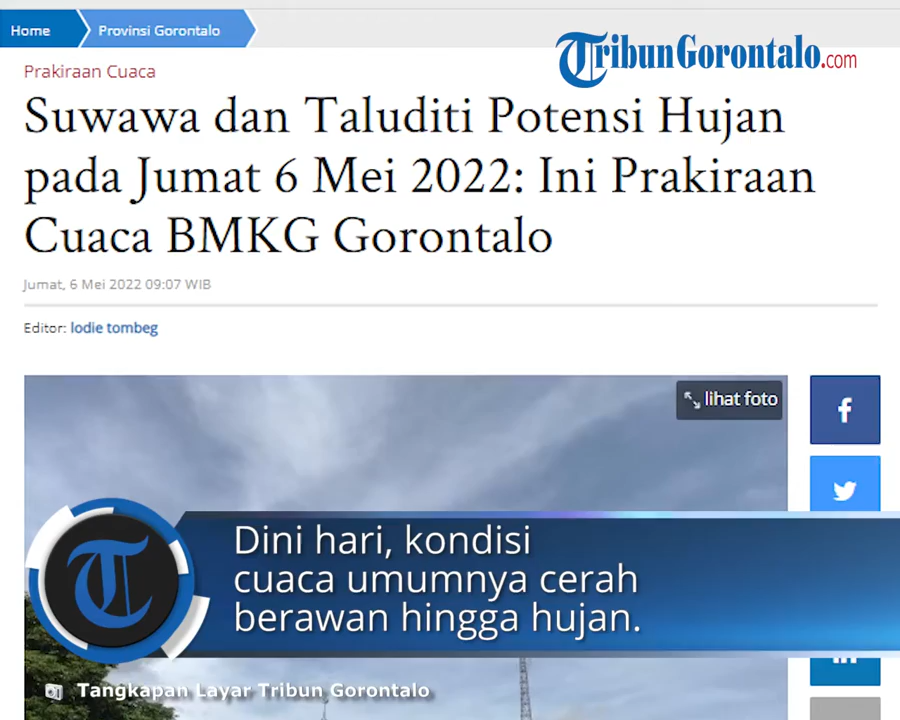 Home
Provinsi Gorontalo
TribunGorontalo.com
Prakiraan Cuaca
Suwawa dan Taluditi Potensi Hujan
pada Jumat 6 Mei 2022: Ini Prakiraan
Cuaca BMKG Gorontalo
Jumat, 6 Mei 2022 09:07 WIB
Editor: lodie tombeg
lihat foto
f
Dini hari, kondisi
cuaca umumnya cerah
berawan hingga hujan.
T
in
Tangkapan Layar Tribun Gorontalo